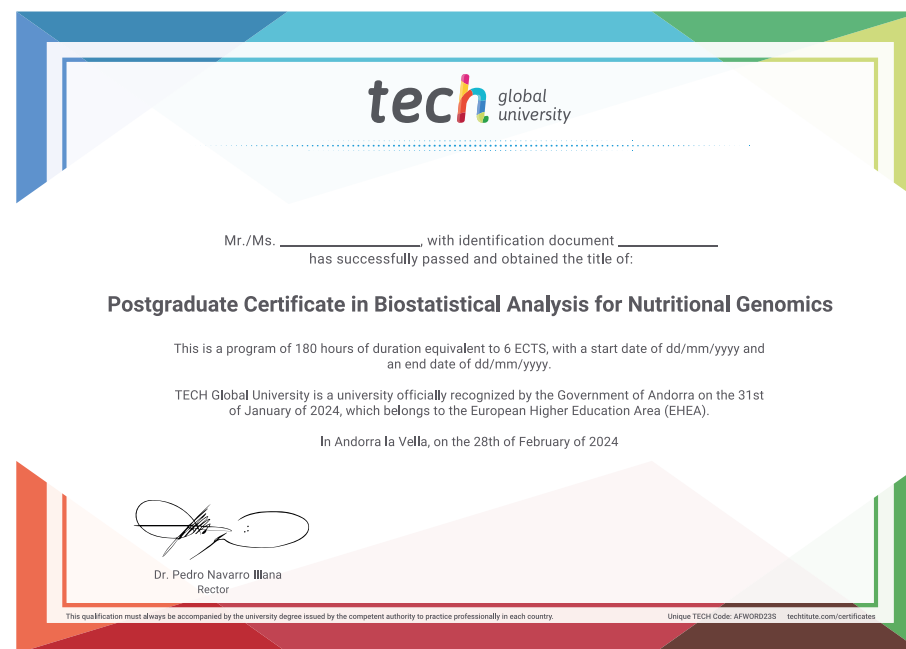 tech global
university
Mr./Ms. ____________________, with identification document ______________
has successfully passed and obtained the title of:
Postgraduate Certificate in Biostatistical Analysis for Nutritional Genomics
This is a program of 180 hours of duration equivalent to 6 ECTS, with a start date of dd/mm/yyyy and
an end date of dd/mm/yyyy.
TECH Global University is a university officially recognized by the Government of Andorra on the 31st
of January of 2024, which belongs to the European Higher Education Area (EHEA).
In Andorra la Vella, on the 28th of February of 2024
Dr. Pedro Navarro Illana
Rector
This qualification must always be accompanied by the university degree issued by the competent authority to practice professionally in each country.
Unique TECH Code: AFWORD23S techtitute.com/certificates